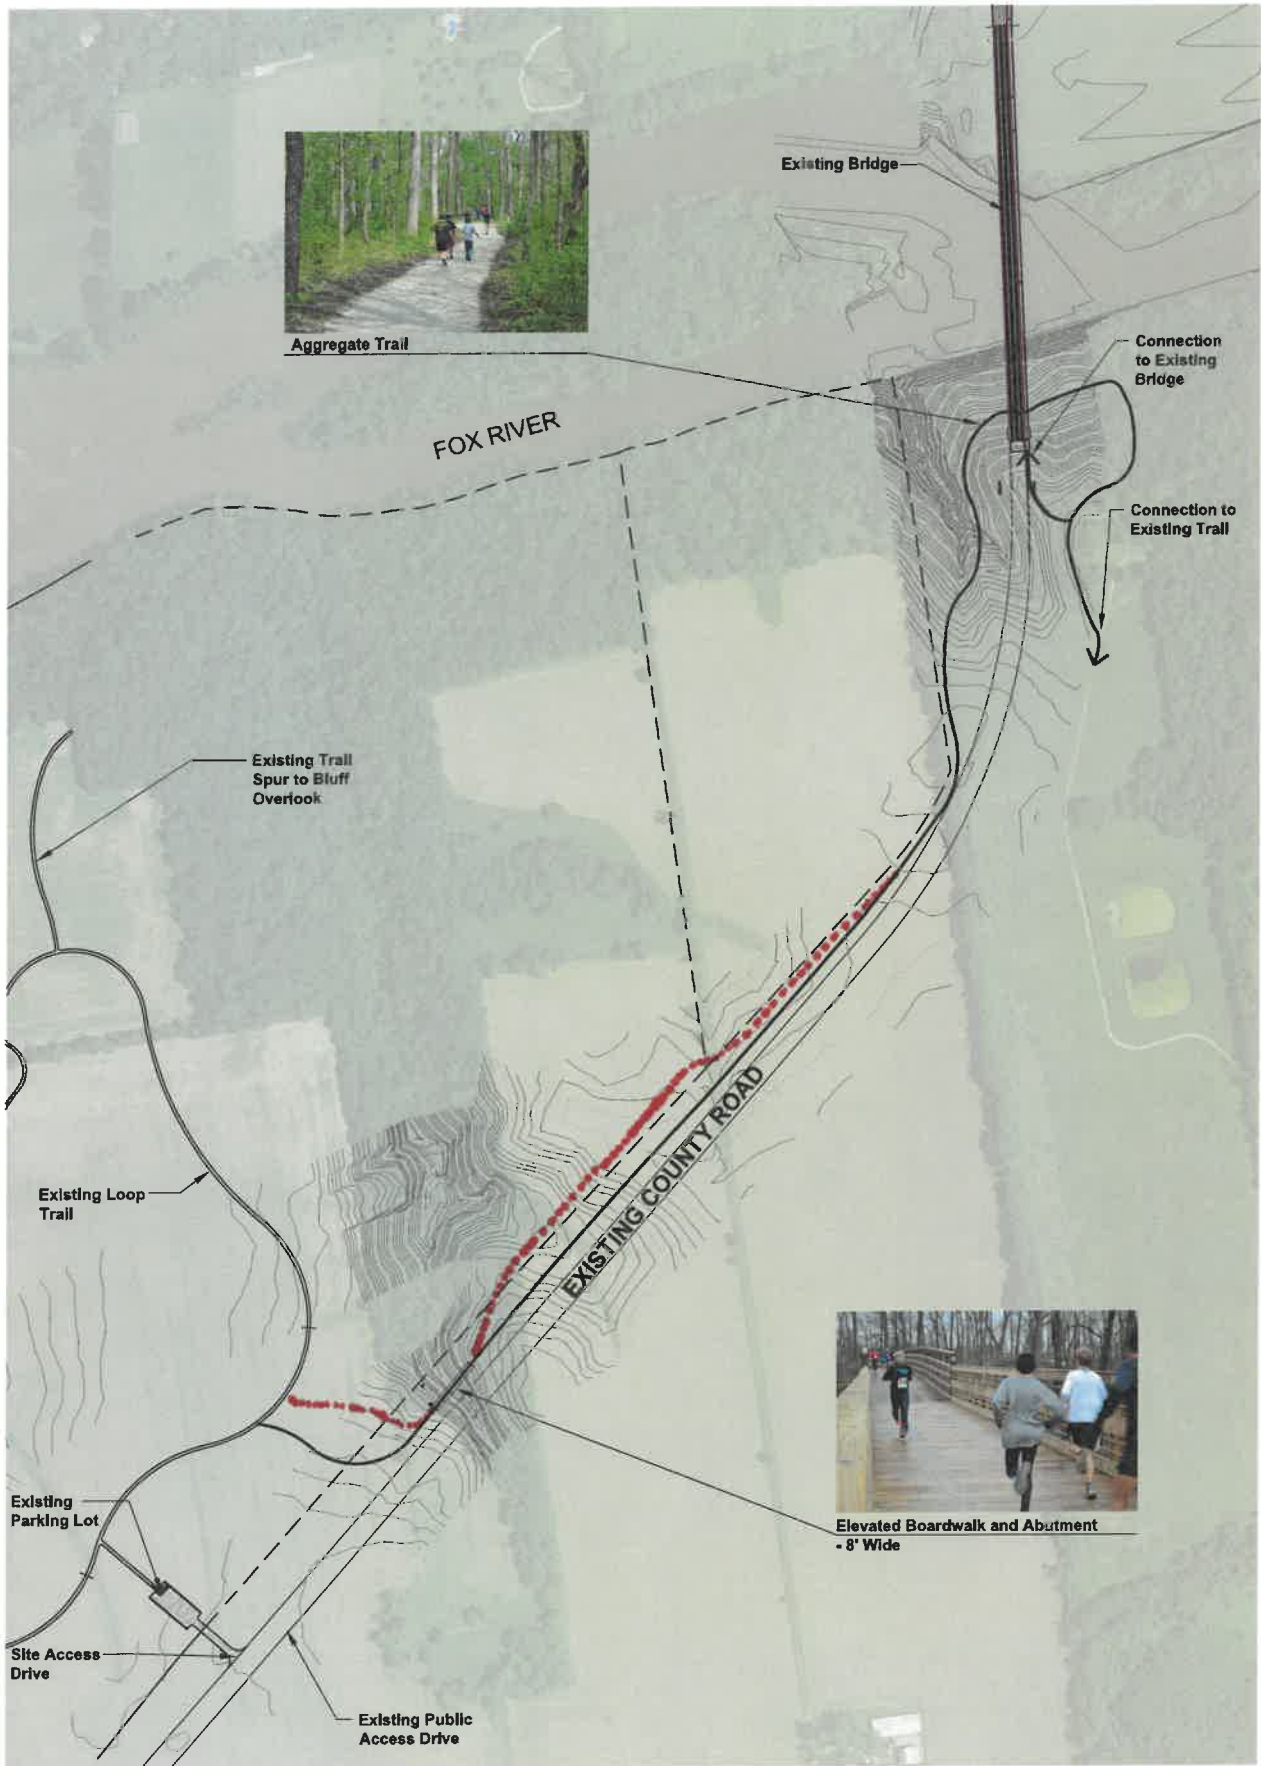 Existing Bridge
Aggregate Trail
Connection
to Existing
Bridge
FOX RIVER
Connection to
Existing Trail
Existing Trail
Spur to Bluff
Overlook
EXISTING COUNTY ROAD
Existing Loop
Trail
Existing
Parking Lot
Elevated Boardwalk and Abutment
- 8' Wide
Site Access
Drive
Existing Public
Access Drive